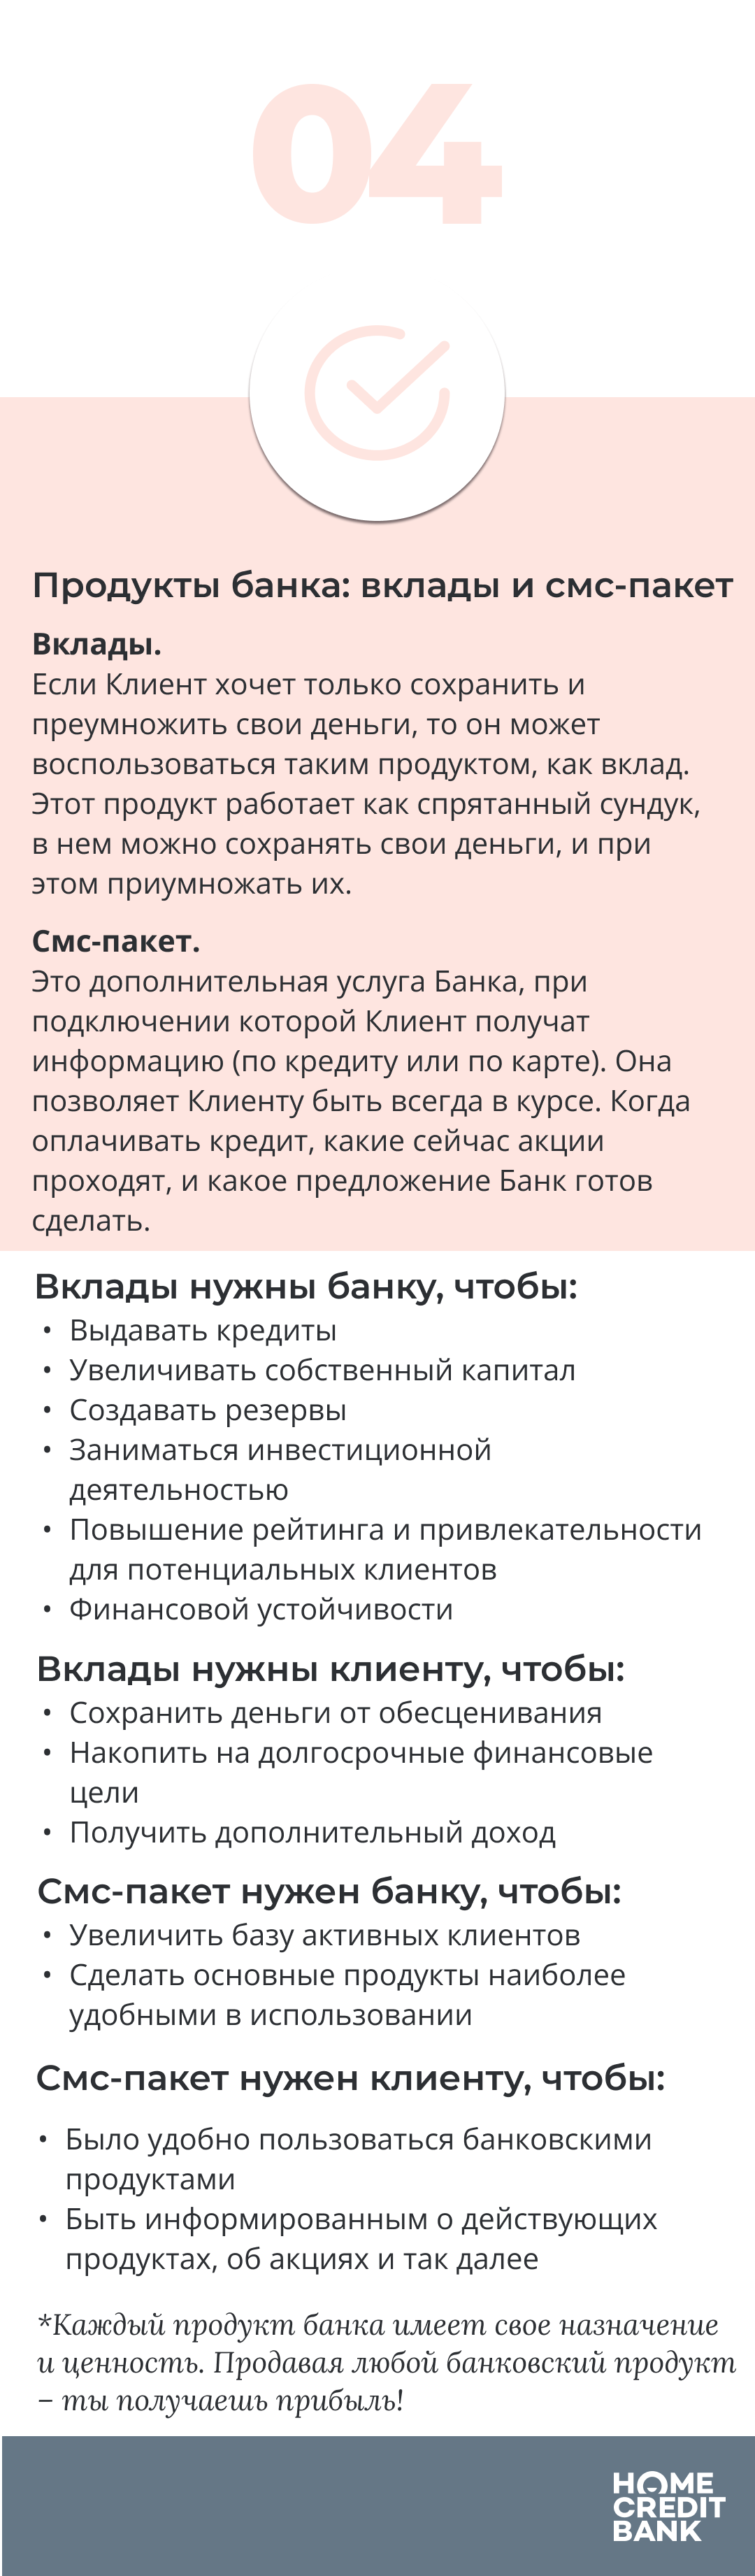 04
Продукты банка: вклады и смс-пакет
Вклады.
Если Клиент хочет только сохранить и
преумножить свои деньги, то он может
воспользоваться таким продуктом, как вклад.
Этот продукт работает как спрятанный сундук,
в нем можно сохранять свои деньги, и при
этом приумножать их.
Смс-пакет.
Это дополнительная услуга Банка, при
подключении которой Клиент получат
информацию (по кредиту или по карте). Она
позволяет Клиенту быть всегда в курсе. Когда
оплачивать кредит, какие сейчас акции
проходят, и какое предложение Банк готов
сделать.
Вклады нужны банку, чтобы:
• Выдавать кредиты
• Увеличивать собственный капитал
• Создавать резервы
• Заниматься инвестиционной
деятельностью
• Повышение рейтинга и привлекательности
для потенциальных клиентов
• Финансовой устойчивости
Вклады нужны клиенту, чтобы:
• Сохранить деньги от обесценивания
• Накопить на долгосрочные финансовые
цели
• Получить дополнительный доход
Смс-пакет нужен банку, чтобы:
• Увеличить базу активных клиентов
• Сделать основные продукты наиболее
удобными в использовании
Смс-пакет нужен клиенту, чтобы:
• Было удобно пользоваться банковскими
продуктами
• Быть информированным о действующих
продуктах, об акциях и так далее
*Каждый продукт банка имеет свое назначение
и ценность. Продавая любой банковский продукт
– ты получаешь прибыль!
HOME
CREDIT
BANK